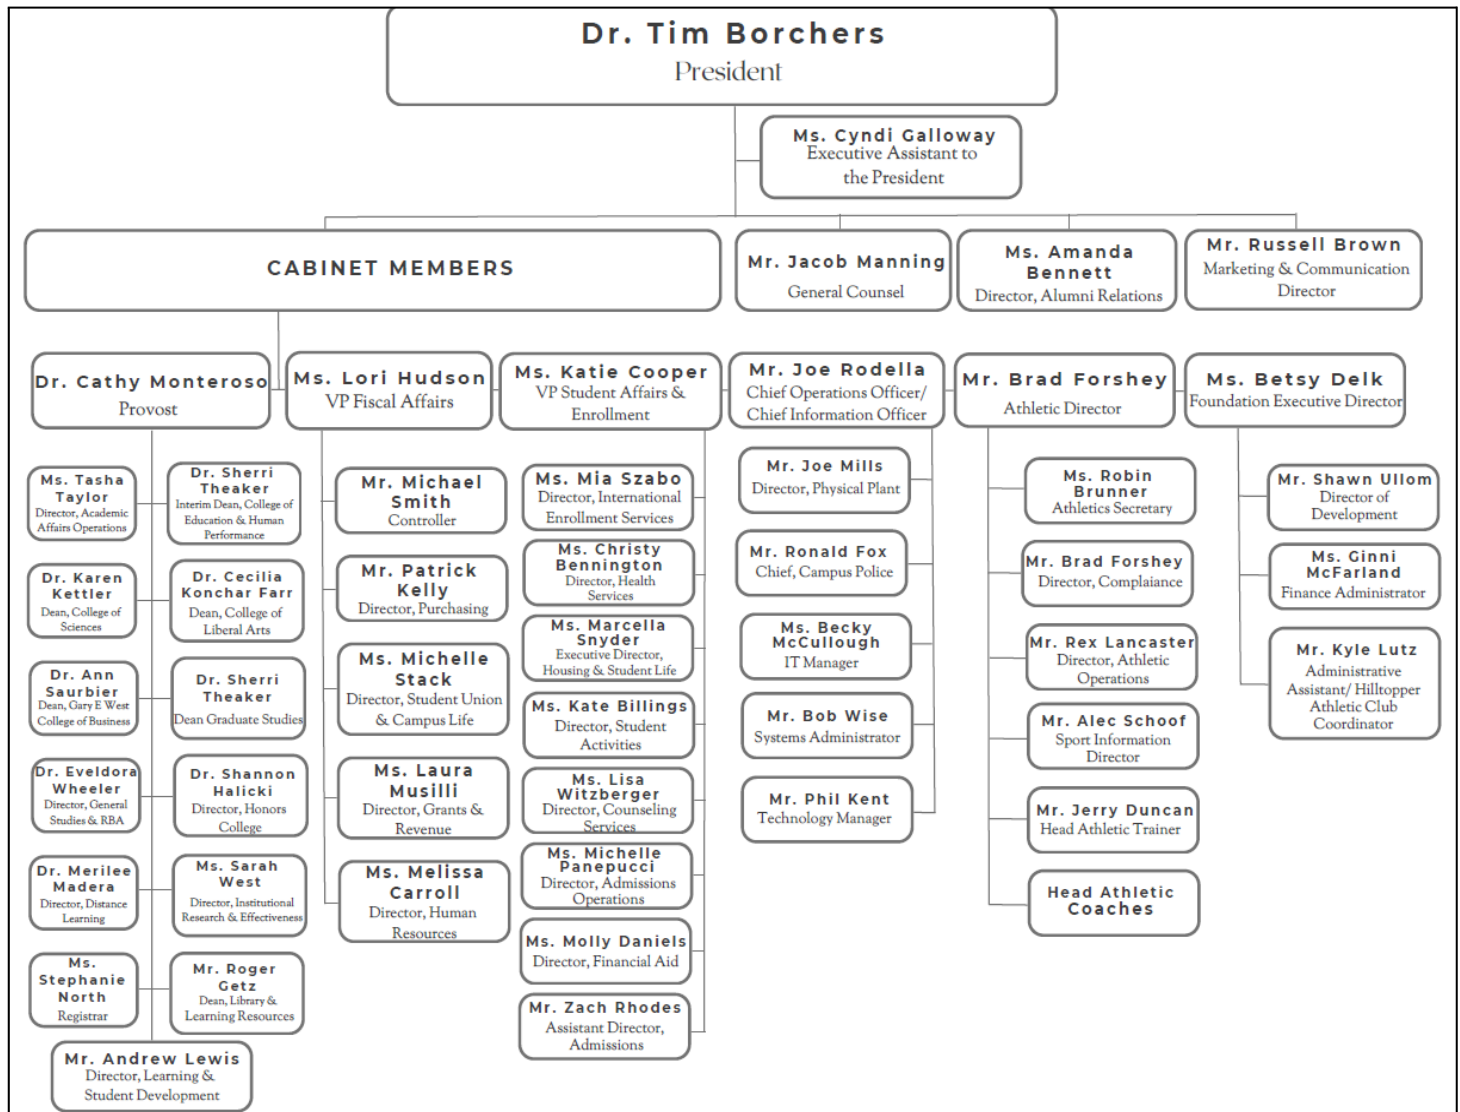 Dr. Tim Borchers
President
Ms. Cyndi Galloway
Executive Assistant to
the President
CABINET MEMBERS
Mr. Jacob Manning
General Counsel
Ms. Amanda
Bennett
Director, Alumni Relations
Mr. Russell Brown
Marketing & Communication
Director
Dr. Cathy Monteroso
Provost
Ms. Lori Hudson
VP Fiscal Affairs
Ms. Katie Cooper
VP Student Affairs &
Enrollment
Mr. Joe Rodella
Chief Operations Officer/
Chief Information Officer
Mr. Brad Forshey
Athletic Director
Ms. Betsy Delk
Foundation Executive Director
Ms. Tasha
Taylor
Director, Academic
Affairs Operations
Dr. Sherri
Theaker
Interim Dean, College of
Education & Human
Performance
Dr. Karen
Kettler
Dean, College of
Sciences
Dr. Cecilia
Konchar Farr
Dean, College of
Liberal Arts
Dr. Ann
Saurbier
Dean, Gary E West
College of Business
Dr. Sherri
Theaker
Dean Graduate Studies
Dr. Eveldora
Wheeler
Director, General
Studies & RBA
Dr. Shannon
Halicki
Director, Honors
College
Dr. Merilee
Madera
Director, Distance
Learning
Ms. Sarah
West
Director, Institutional
Research & Effectiveness
Ms.
Stephanie
North
Registrar
Mr. Roger
Getz
Dean, Library &
Learning Resources
Mr. Andrew Lewis
Director, Learning &
Student Development
Mr. Michael
Smith
Controller
Mr. Patrick
Kelly
Director, Purchasing
Ms. Michelle
Stack
Director, Student Union
& Campus Life
Ms. Laura
Musilli
Director, Grants &
Revenue
Ms. Melissa
Carroll
Director, Human
Resources
Ms. Mia Szabo
Director, International
Enrollment Services
Ms. Christy
Bennington
Director, Health
Services
Ms. Marcella
Snyder
Executive Director,
Housing & Student Life
Ms. Kate Billings
Director, Student
Activities
Ms. Lisa
Witzberger
Director, Counseling
Services
Ms. Michelle
Panepucci
Director, Admissions
Operations
Ms. Molly Daniels
Director, Financial Aid
Mr. Zach Rhodes
Assistant Director,
Admissions
Mr. Joe Mills
Director, Physical Plant
Mr. Ronald Fox
Chief, Campus Police
Ms. Becky
McCullough
IT Manager
Mr. Bob Wise
Systems Administrator
Mr. Phil Kent
Technology Manager
Ms. Robin
Brunner
Athletics Secretary
Mr. Brad Forshey
Director, Complaiance
Mr. Rex Lancaster
Director, Athletic
Operations
Mr. Alec Schoof
Sport Information
Director
Mr. Jerry Duncan
Head Athletic Trainer
Head Athletic
Coaches
Mr. Shawn Ullom
Director of
Development
Ms. Ginni
McFarland
Finance Administrator
Mr. Kyle Lutz
Administrative
Assistant/ Hilltopper
Athletic Club
Coordinator